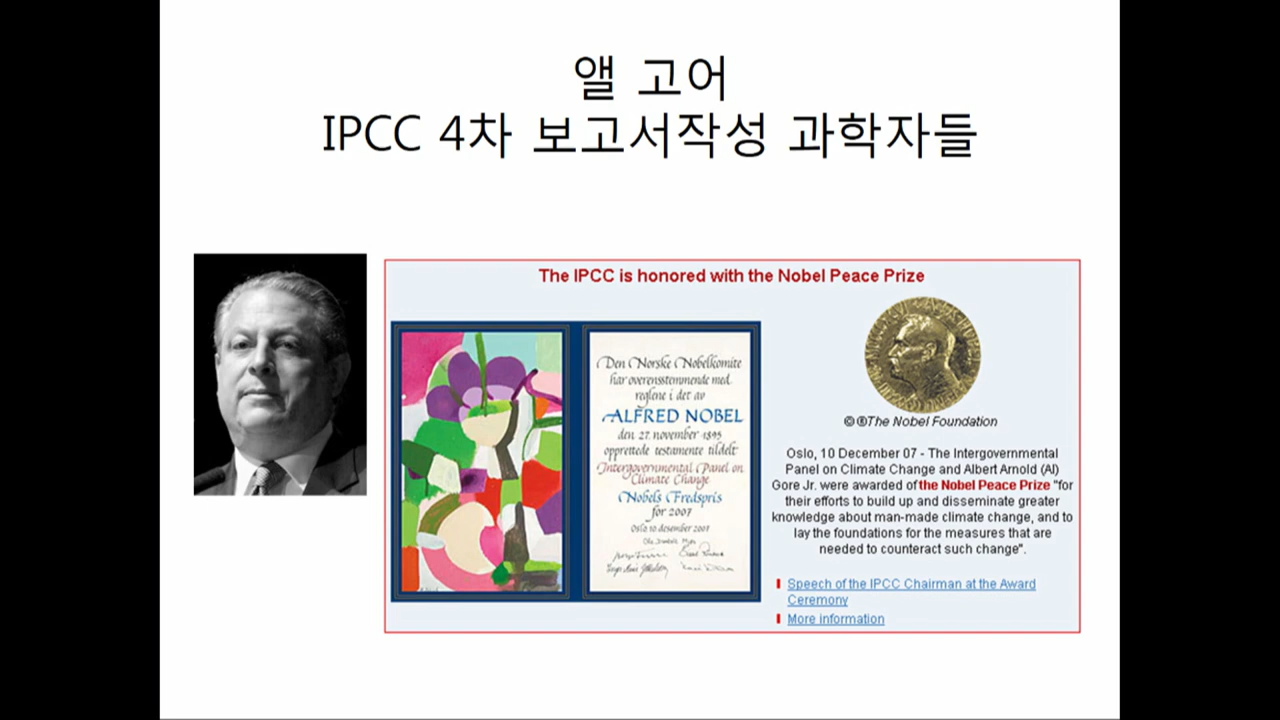 앨 고어
IPCC 4차 보고서작성 과학자들
The IPCC is honored with the Nobel Peace Prize
Den Norske Nobelkomite
har overensstemmende med
reglene i det av
ALFRED NOBEL
den 27. november 1895
opprettede testamente tildelt
Intergovernmental Panel on
Climate Change
Nobels Fredspris
for 2007
Oslo, 10 desember 2007
©®The Nobel Foundation
Oslo, 10 December 07 - The Intergovernmental
Panel on Climate Change and Albert Arnold (Al)
Gore Jr. were awarded of the Nobel Peace Prize "for
their efforts to build up and disseminate greater
knowledge about man-made climate change, and to
lay the foundations for the measures that are
needed to counteract such change".
Speech of the IPCC Chairman at the Award
Ceremony
More information